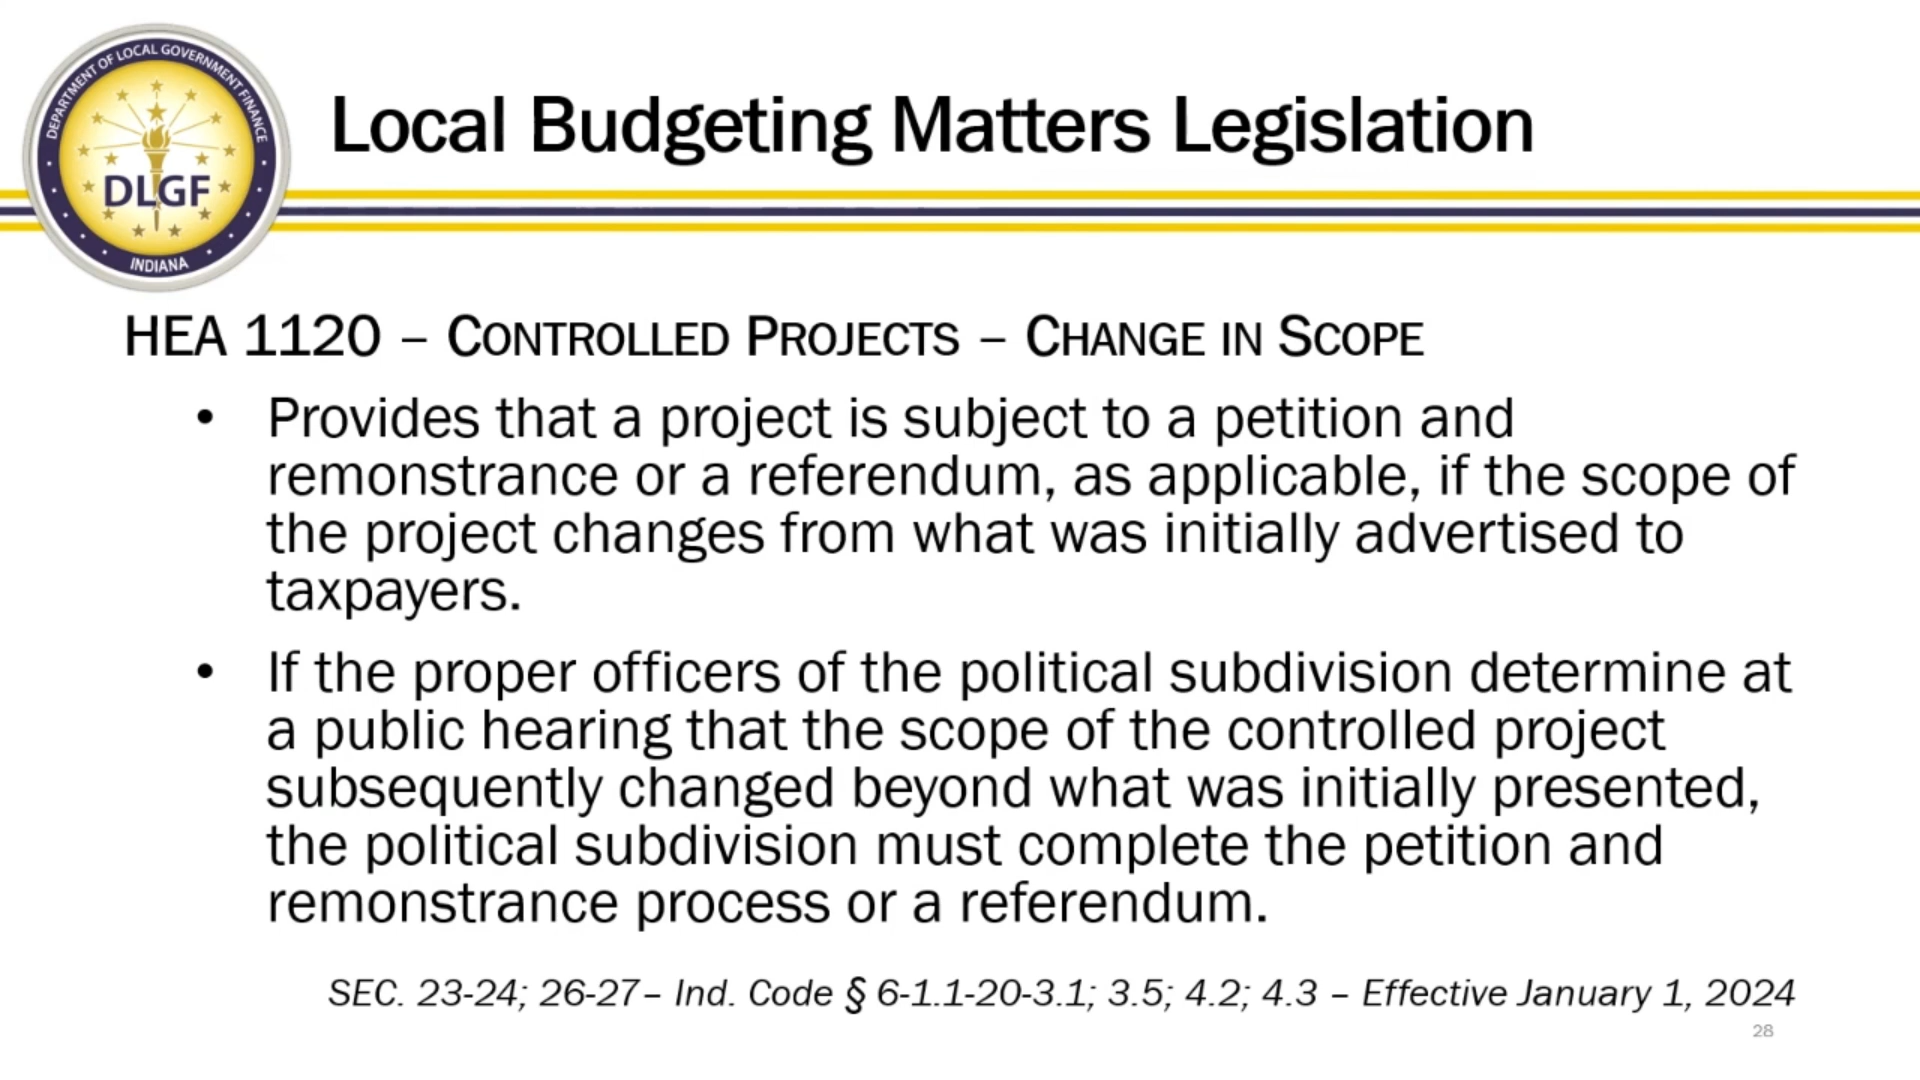 DEPARTMENT OF LOCAL GOVERNMENT FINANCE
DLGF
INDIANA
Local Budgeting Matters Legislation
HEA 1120 – CONTROLLED PROJECTS – CHANGE IN SCOPE
• Provides that a project is subject to a petition and
remonstrance or a referendum, as applicable, if the scope of
the project changes from what was initially advertised to
taxpayers.
• If the proper officers of the political subdivision determine at
a public hearing that the scope of the controlled project
subsequently changed beyond what was initially presented,
the political subdivision must complete the petition and
remonstrance process or a referendum.
SEC. 23-24; 26-27– Ind. Code § 6-1.1-20-3.1; 3.5; 4.2; 4.3 – Effective January 1, 2024
28